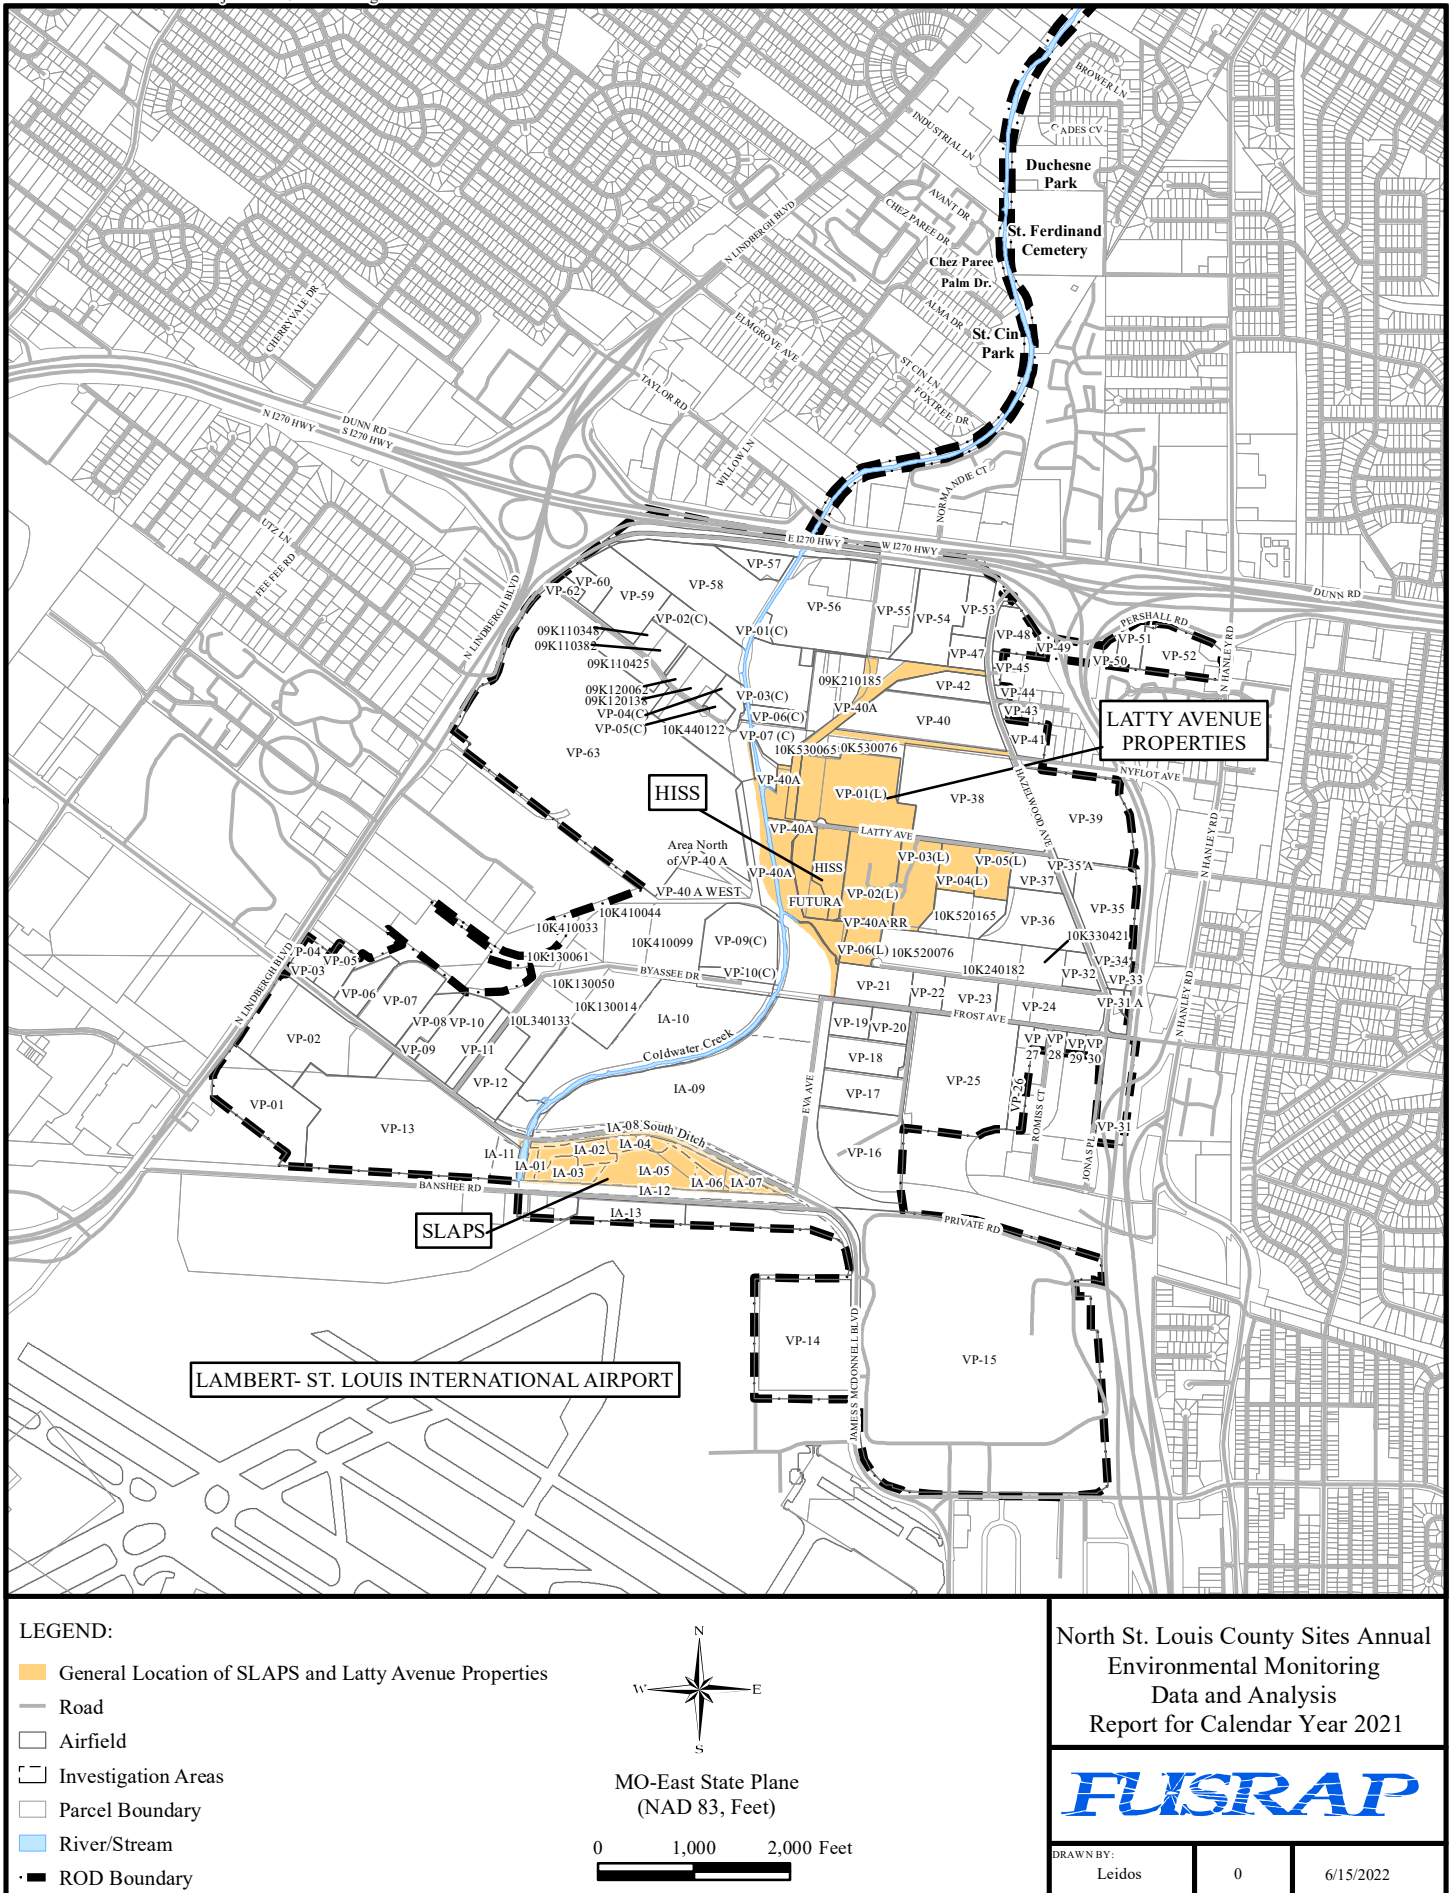 BROWER LN
CADES CV
INDUSTRIAL LN
Duchesne
Park
AVANT DR
CHEZ PAREE DR
St. Ferdinand
Cemetery
N LINDBERGH BLVD
Chez Paree
Palm Dr.
CHERRYVALE DR
ALMA DR
ELMGROVE AVE
St. Cin
Park
ST CIN LN
TAYLOR RD
FOXTREE DR
N I270 HWY
DUNN RD
S I270 HWY
WILLOW LN
NORMANDIE CT
UTZ LN
FEE FEE RD
E I270 HWY
W I270 HWY
DUNN RD
N LINDBERGH BLVD
VP-57
VP-60
VP-62
VP-59
VP-58
VP-56
VP-55
VP-54
VP-53
PERSHALL RD
09K110348
09K110382
VP-02(C)
VP-01(C)
VP-48
VP-49
VP-51
VP-50
VP-52
N HANLEY RD
09K110425
VP-47
VP-45
09K120062
09K120138
VP-04(C)
VP-05(C)
10K440122
VP-03(C)
VP-06(C)
VP-07 (C)
09K210185
VP-40A
VP-42
VP-44
VP-43
VP-40
VP-41
LATTY AVENUE
PROPERTIES
VP-63
10K530065
10K530076
HISS
VP-40A
VP-01(L)
VP-38
HAZELWOOD AVE
NYFLOT AVE
VP-39
N HANLEY RD
VP-40A
LATTY AVE
Area North
of VP-40 A
VP-40A
HISS
VP-03(L)
VP-05(L)
VP-35 A
VP-04(L)
VP-37
VP-40 A WEST
FUTURA
VP-02(L)
10K410044
10K410033
VP-40A RR
10K520165
VP-36
VP-35
10K410099
VP-09(C)
10K330421
10K130061
VP-06(L)
10K520076
N LINDBERGH BLVD
VP-04
VP-05
VP-03
BYASSEE DR
VP-10(C)
10K240182
VP-32
VP-34
VP-33
10K130050
VP-21
VP-22
VP-23
VP-24
VP-31 A
VP-06
VP-07
10K130014
N HANLEY RD
VP-08
VP-10
10L340133
IA-10
VP-19
VP-20
FROST AVE
VP-02
VP-09
VP-11
Coldwater Creek
VP-18
VP
27
VP
28
VP
29
VP
30
VP-12
IA-09
EVA AVE
VP-17
VP-25
VP-26
VP-01
VP-13
IA-08 South Ditch
ROMISS CT
VP-31
IA-11
IA-02
IA-04
VP-16
IA-01
IA-03
IA-05
IA-06
IA-07
JONAS PL
BANSHEE RD
IA-12
IA-13
SLAPS
PRIVATE RD
VP-14
JAMES S MCDONNELL BLVD
VP-15
LAMBERT- ST. LOUIS INTERNATIONAL AIRPORT
LEGEND:
General Location of SLAPS and Latty Avenue Properties
Road
Airfield
Investigation Areas
Parcel Boundary
River/Stream
ROD Boundary
N
W
E
S
MO-East State Plane
(NAD 83, Feet)
0 1,000 2,000 Feet
North St. Louis County Sites Annual
Environmental Monitoring
Data and Analysis
Report for Calendar Year 2021
FUSRAP
DRAWN BY:
Leidos
0
6/15/2022